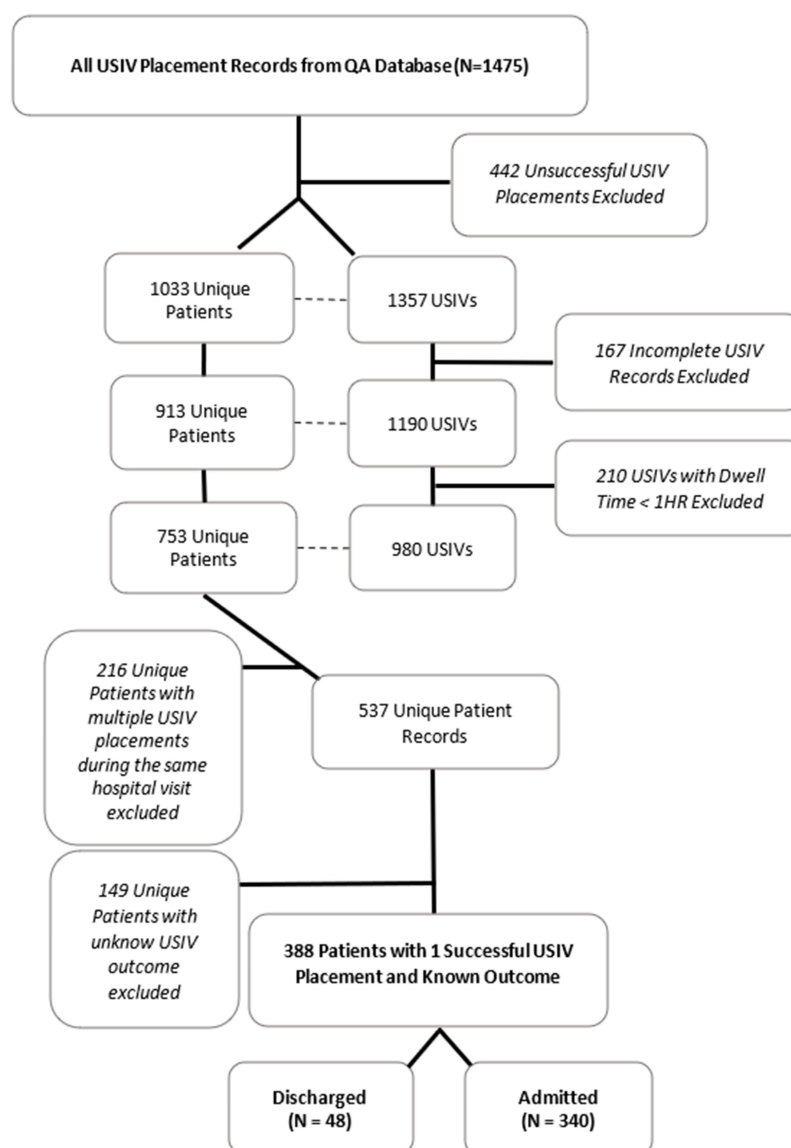 All USIV Placement Records from QA Database (N=1475)
442 Unsuccessful USIV
Placements Excluded
1033 Unique
Patients
1357 USIVs
167 Incomplete USIV
Records Excluded
913 Unique
Patients
1190 USIVs
210 USIVs with Dwell
Time < 1HR Excluded
753 Unique
Patients
980 USIVs
216 Unique
Patients with
multiple USIV
placements
during the same
hospital visit
excluded
537 Unique Patient
Records
149 Unique
Patients with
unknow USIV
outcome
excluded
388 Patients with 1 Successful USIV
Placement and Known Outcome
Discharged
(N = 48)
Admitted
(N = 340)